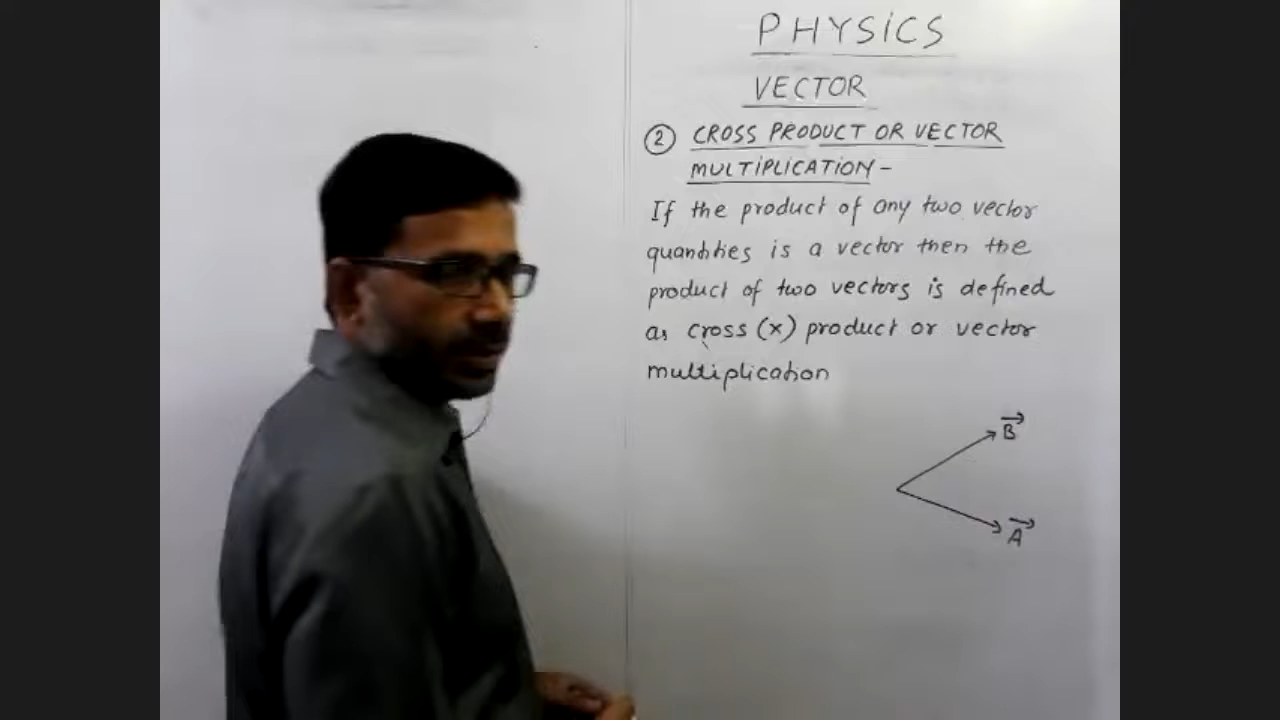 PHYSICS
VECTOR
② CROSS PRODUCT OR VECTOR
MULTIPLICATION -
If the product of any two vector
quantities is a vector then the
product of two vectors is defined
as cross (x) product or vector
multiplication
B
A